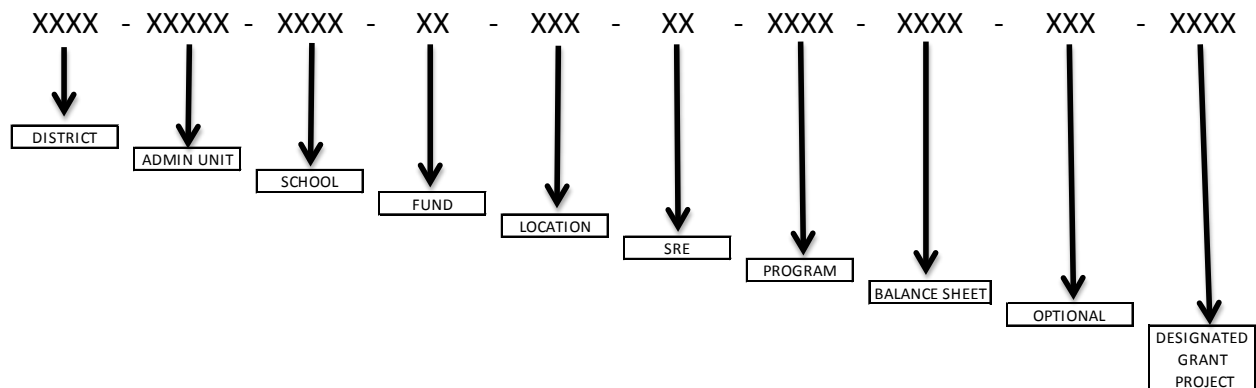 XXXX - XXXXX - XXXX - XX - XXX - XX - XXXX - XXXX - XXX - XXXX
DISTRICT
ADMIN UNIT
SCHOOL
FUND
LOCATION
SRE
PROGRAM
BALANCE SHEET
OPTIONAL
DESIGNATED
GRANT
PROJECT